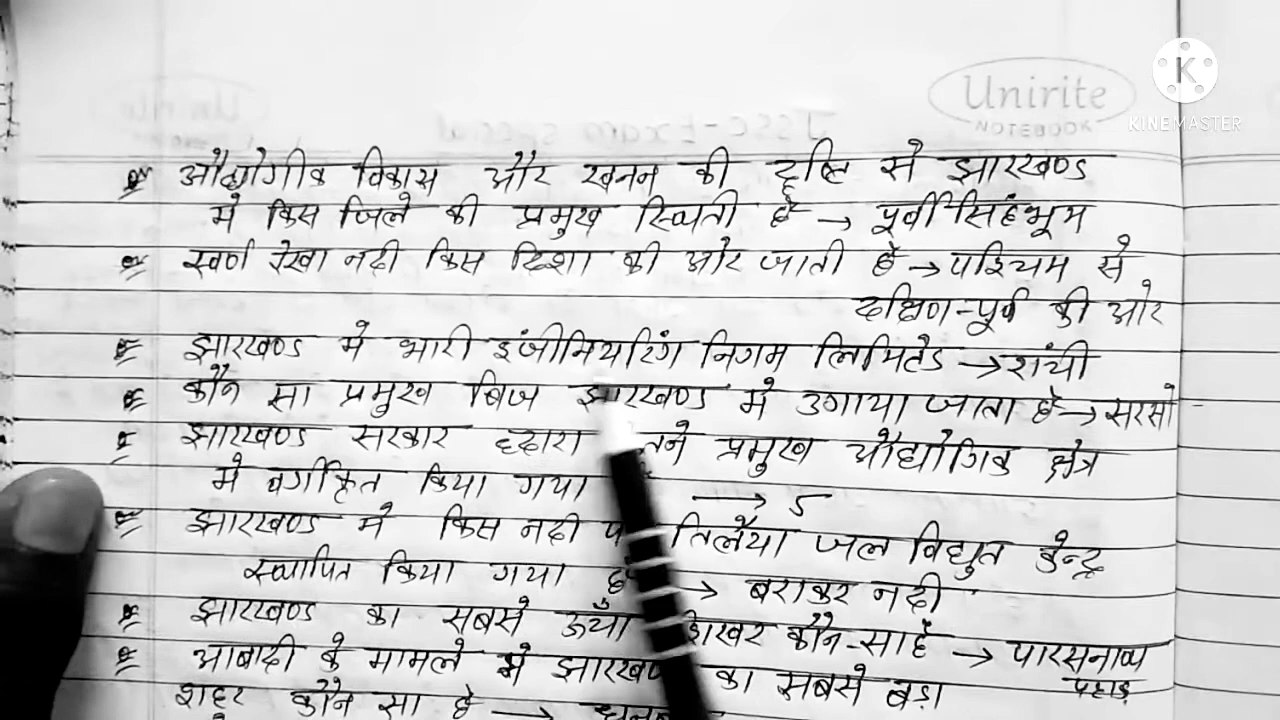 Unirite
NOTEBOOK
K
KINEMASTER
औद्योगीक विकास और खनन की दृष्टि से झारखण्ड
मे किस जिले की प्रमुख स्थिती है → पूर्वी सिंहभूम
स्वर्ण रेखा नदी किस दिशा की ओर जाती है → पश्चिम से
दक्षिण-पूर्व की ओर
झारखण्ड मे भारी इंजीनियरिंग निगम लिमिटेड → रांची
कौन सा प्रमुख बिज झारखण्ड मे उगाया जाता है → सरसो
झारखण्ड सरकार द्वारा प्रमुख औद्योगिक क्षेत्र
मे वर्गीकृत किया गया → 5
झारखण्ड मे किस नदी तिलैया जल विद्युत केन्द्र
स्थापित किया गया → बराकर नदी
झारखण्ड का सबसे ऊँचा शिखर कौन-सा है → पारसनाथ
पहाड़
आबादी के मामले मे झारखण्ड का सबसे बड़ा
शहर कौन सा है →